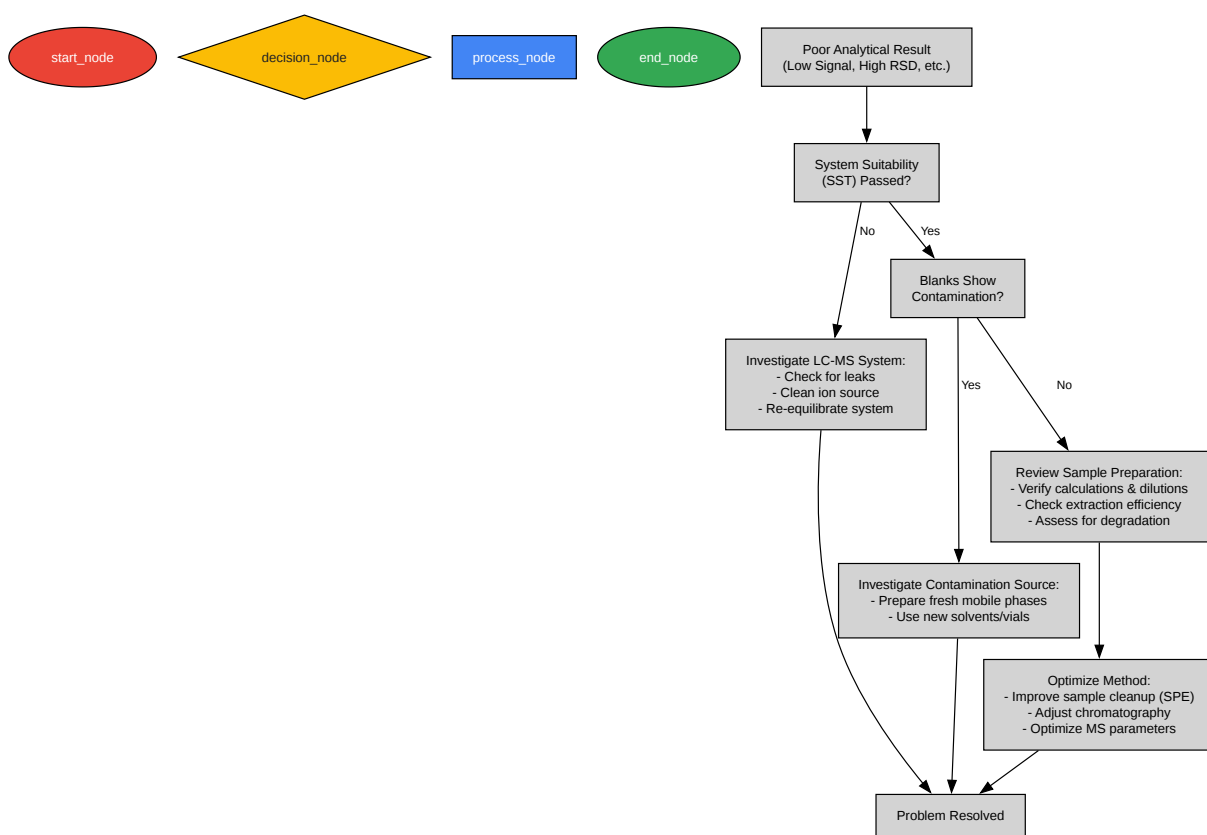 start_node
decision_node
process_node
end_node
Poor Analytical Result
(Low Signal, High RSD, etc.)
System Suitability
(SST) Passed?
No
Yes
Blanks Show
Contamination?
Investigate LC-MS System:
- Check for leaks
- Clean ion source
- Re-equilibrate system
Yes
No
Review Sample Preparation:
- Verify calculations & dilutions
- Check extraction efficiency
- Assess for degradation
Investigate Contamination Source:
- Prepare fresh mobile phases
- Use new solvents/vials
Optimize Method:
- Improve sample cleanup (SPE)
- Adjust chromatography
- Optimize MS parameters
Problem Resolved